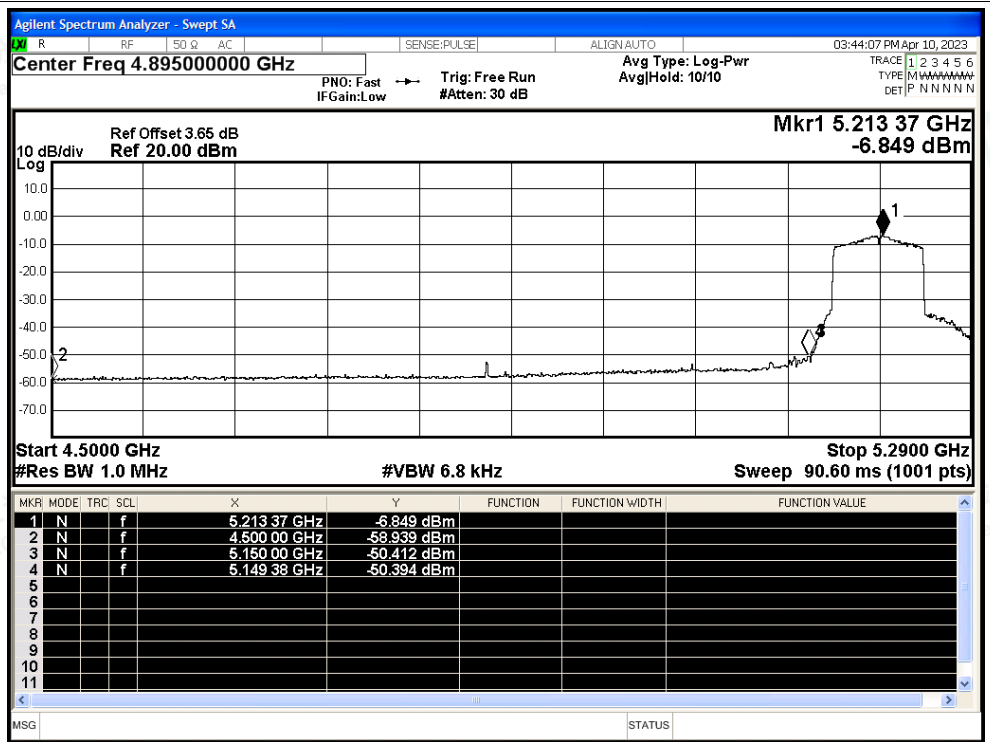 Agilent Spectrum Analyzer - Swept SA
LXI R RF 50 Ω AC SENSE:PULSE ALIGNAUTO 03:44:07 PM Apr 10, 2023
Center Freq 4.895000000 GHz
PNO: Fast
IFGain:Low
Trig: Free Run
#Atten: 30 dB
Avg Type: Log-Pwr
Avg|Hold: 10/10
TRACE 1 2 3 4 5 6
TYPE M
DET P N N N N N
Ref Offset 3.65 dB
10 dB/div Ref 20.00 dBm
Log
Mkr1 5.213 37 GHz
-6.849 dBm
10.0
0.00
-10.0
-20.0
-30.0
-40.0
-50.0
-60.0
-70.0
1
2
Start 4.5000 GHz Stop 5.2900 GHz
#Res BW 1.0 MHz #VBW 6.8 kHz Sweep 90.60 ms (1001 pts)
MKR MODE TRC SCL X Y FUNCTION FUNCTION WIDTH FUNCTION VALUE
1 N f 5.213 37 GHz -6.849 dBm
2 N f 4.500 00 GHz -58.939 dBm
3 N f 5.150 00 GHz -50.412 dBm
4 N f 5.149 38 GHz -50.394 dBm
5
6
7
8
9
10
11
MSG STATUS